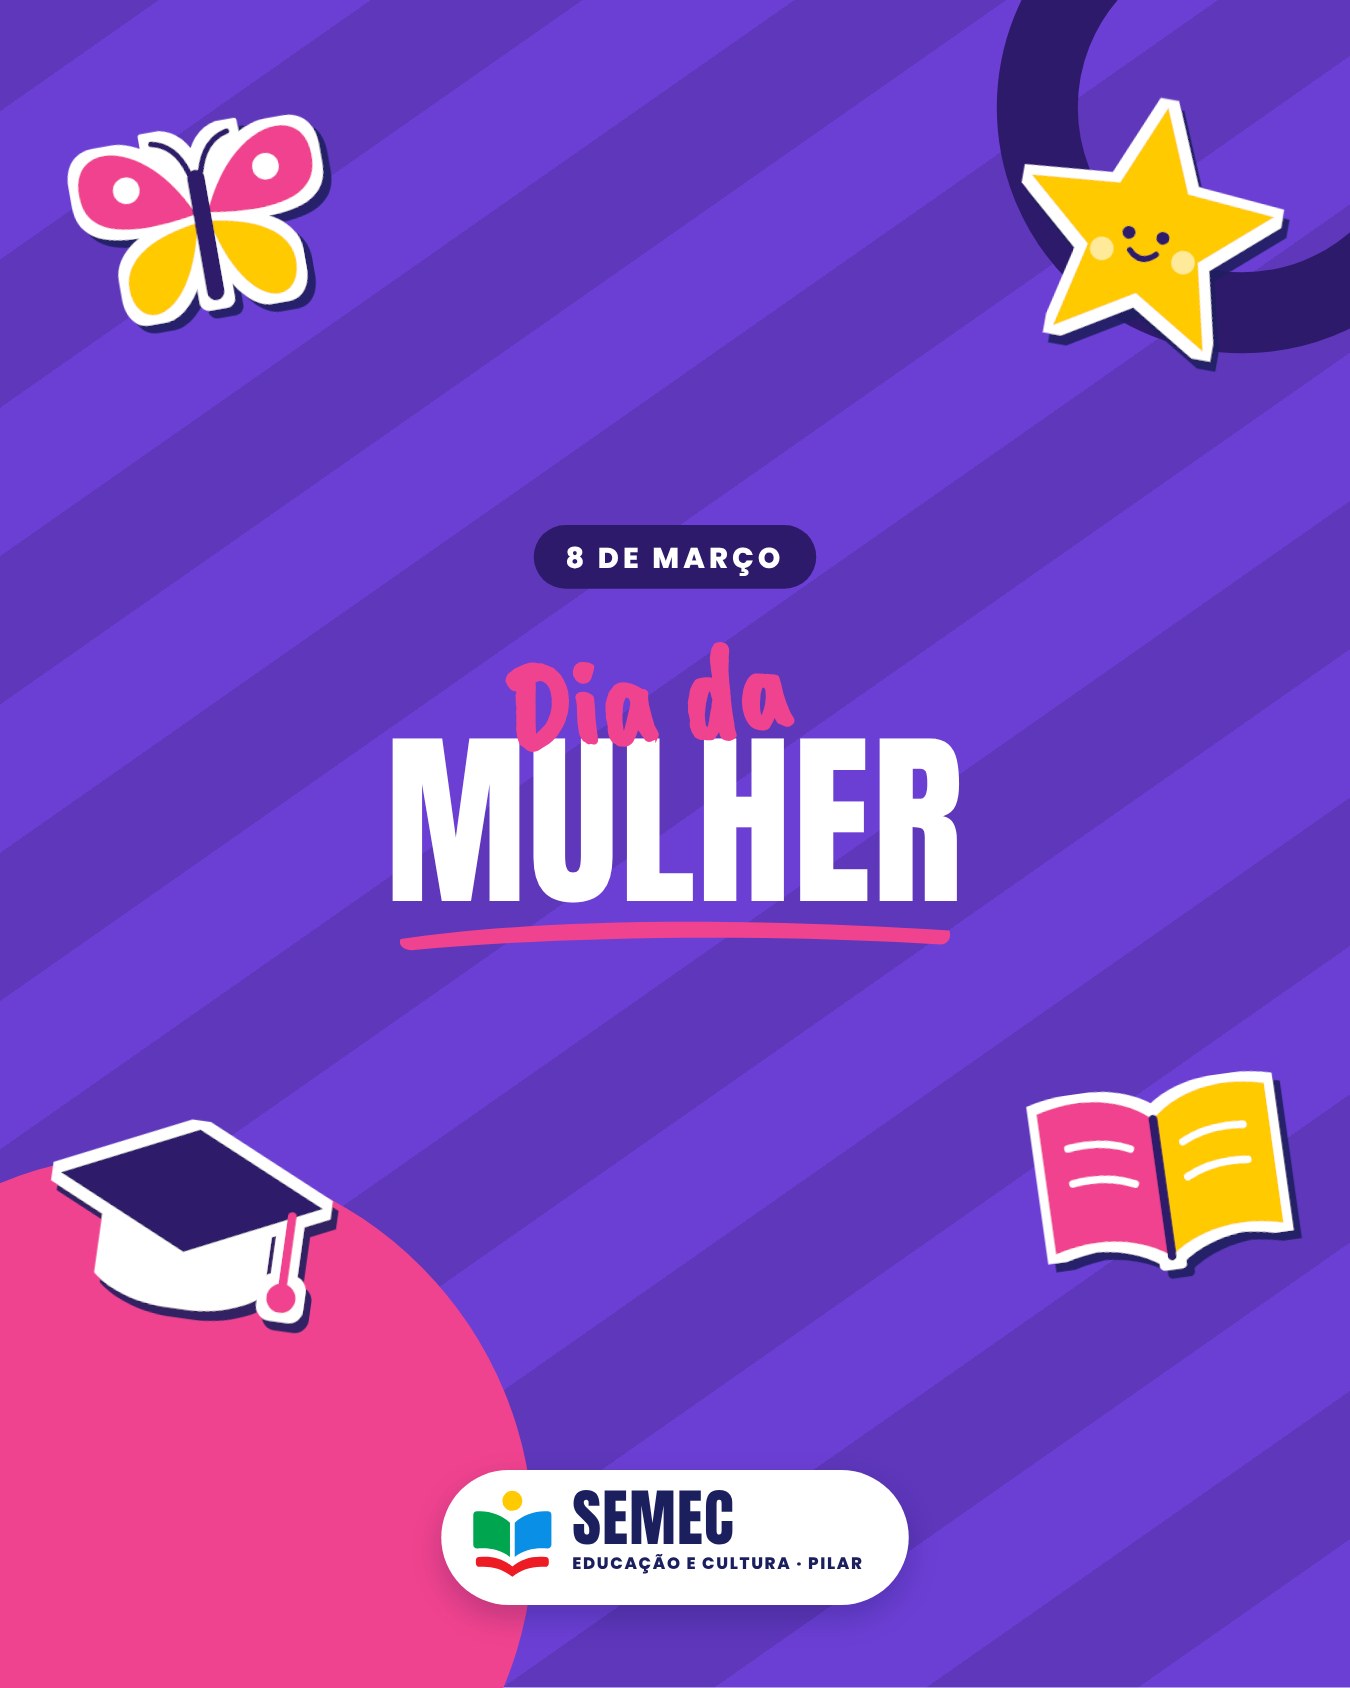 8 DE MARÇO
Dia da
MULHER
SEMEC
EDUCAÇÃO E CULTURA · PILAR